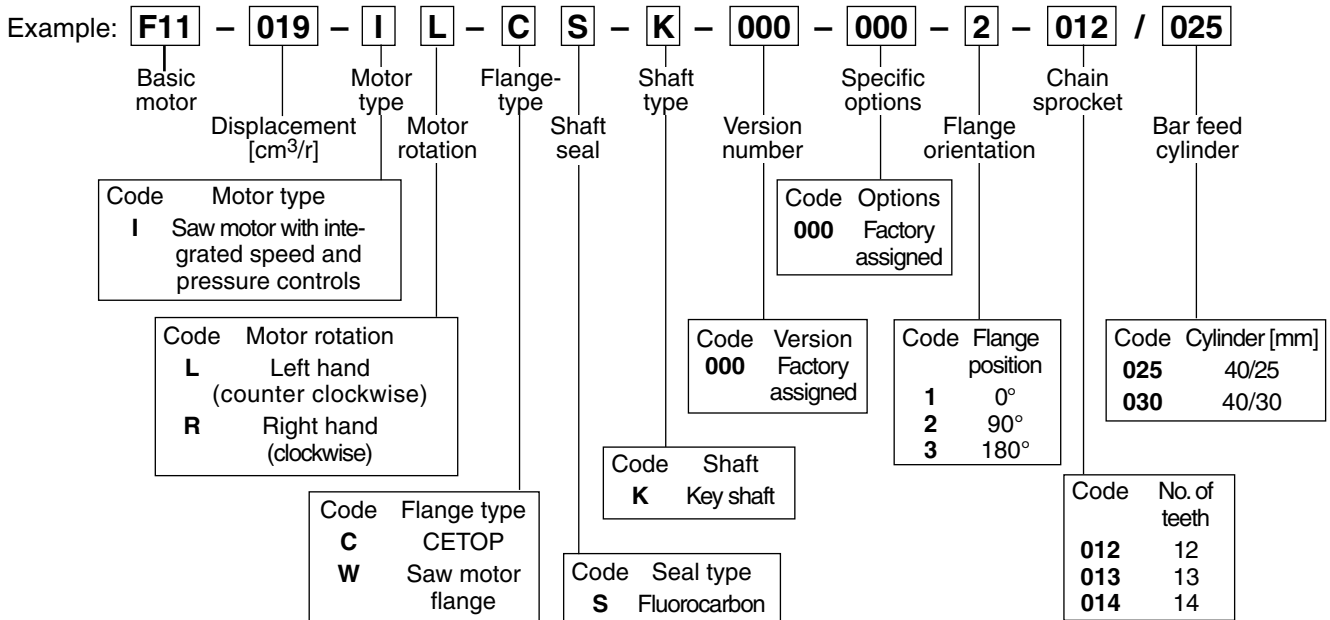 Example: F11 – 019 – I L – C S – K – 000 – 000 – 2 – 012 / 025
Basic
motor
Displacement
[cm³/r]
Motor
type
Motor
rotation
Flange-
type
Shaft
seal
Shaft
type
Version
number
Specific
options
Flange
orientation
Chain
sprocket
Bar feed
cylinder
Code Motor type
I Saw motor with inte-
grated speed and
pressure controls
Code Motor rotation
L Left hand
(counter clockwise)
R Right hand
(clockwise)
Code Flange type
C CETOP
W Saw motor
flange
Code Seal type
S Fluorocarbon
Code Shaft
K Key shaft
Code Version
000 Factory
assigned
Code Options
000 Factory
assigned
Code Flange
position
1 0°
2 90°
3 180°
Code No. of
teeth
012 12
013 13
014 14
Code Cylinder [mm]
025 40/25
030 40/30